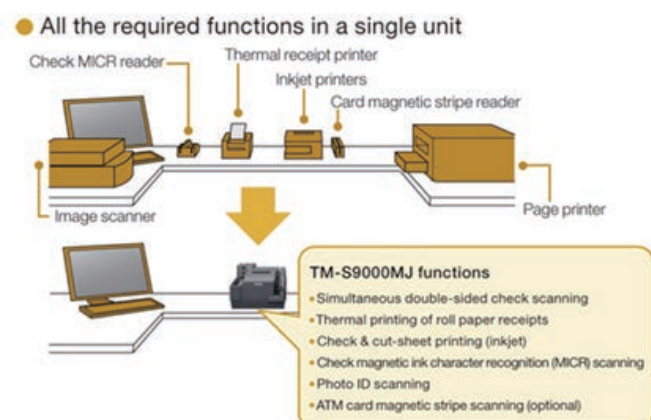 All the required functions in a single unit
Thermal receipt printer
Check MICR reader
Inkjet printers
Card magnetic stripe reader
Image scanner
Page printer
TM-S9000MJ functions
• Simultaneous double-sided check scanning
• Thermal printing of roll paper receipts
• Check & cut-sheet printing (inkjet)
• Check magnetic ink character recognition (MICR) scanning
• Photo ID scanning
• ATM card magnetic stripe scanning (optional)